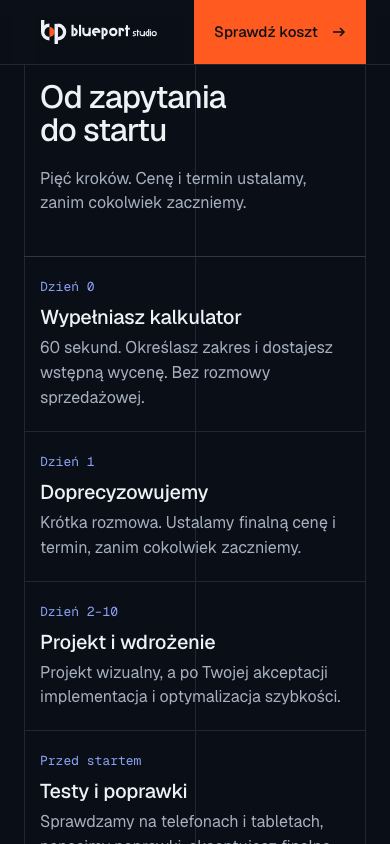 blueport studio
Sprawdź koszt →
Od zapytania
do startu
Pięć kroków. Cenę i termin ustalamy,
zanim cokolwiek zaczniemy.
Dzień 0
Wypełniasz kalkulator
60 sekund. Określasz zakres i dostajesz
wstępną wycenę. Bez rozmowy
sprzedażowej.
Dzień 1
Doprecyzowujemy
Krótka rozmowa. Ustalamy finalną cenę i
termin, zanim cokolwiek zaczniemy.
Dzień 2–10
Projekt i wdrożenie
Projekt wizualny, a po Twojej akceptacji
implementacja i optymalizacja szybkości.
Przed startem
Testy i poprawki
Sprawdzamy na telefonach i tabletach,